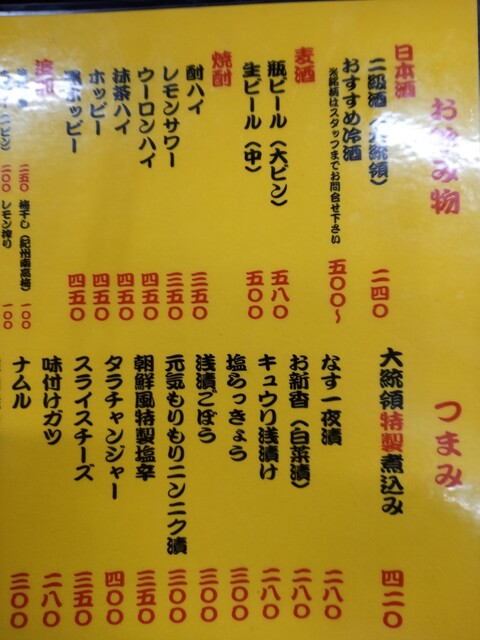 お飲み物
日本酒
二級酒（大統領） 二四〇
おすすめ冷酒 五〇〇〜
※銘柄はスタッフまでお問合せ下さい
麦酒
瓶ビール（大ビン） 五八〇
生ビール（中） 五〇〇
焼酎
酎ハイ 三五〇
レモンサワー 三五〇
ウーロンハイ 四五〇
抹茶ハイ 四五〇
ホッピー 四五〇
黒ホッピー 四五〇
梅干し（紀州南高梅） 一〇〇
二五〇
レモン搾り 一〇〇
二〇〇
つまみ
大統領特製煮込み 四二〇
なす一夜漬 二八〇
お新香（白菜漬） 二八〇
キュウリ浅漬け 二八〇
塩らっきょう 三〇〇
浅漬ごぼう 三〇〇
元気もりもりニンニク漬 三〇〇
朝鮮風特製塩辛 三五〇
タラチャンジャー 四〇〇
スライスチーズ 三五〇
味付けガツ 二八〇
ナムル 三〇〇